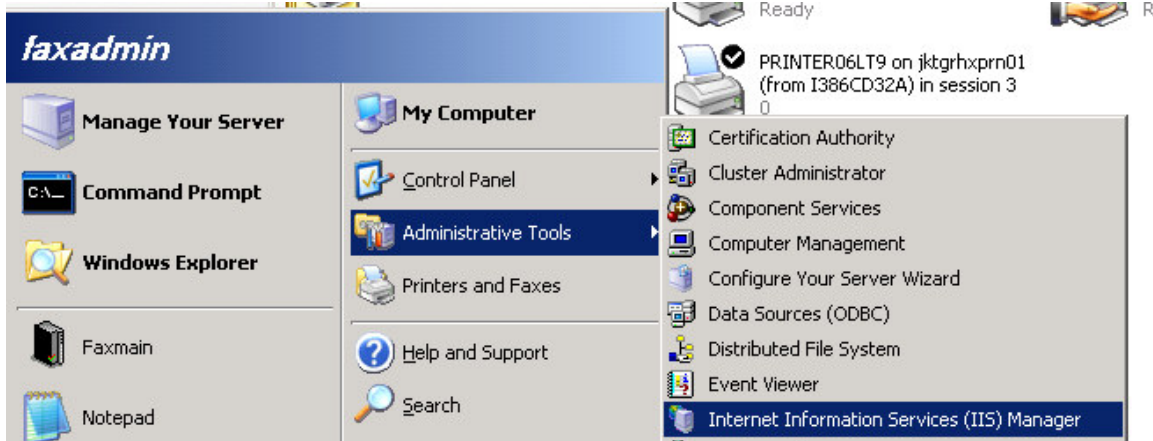 Ready
R
faxadmin
PRINTER06LT9 on jktgrhxprn01
(from I386CD32A) in session 3
0
Manage Your Server
Command Prompt
Windows Explorer
Faxmain
Notepad
My Computer
Control Panel
Administrative Tools
Printers and Faxes
Help and Support
Search
Certification Authority
Cluster Administrator
Component Services
Computer Management
Configure Your Server Wizard
Data Sources (ODBC)
Distributed File System
Event Viewer
Internet Information Services (IIS) Manager